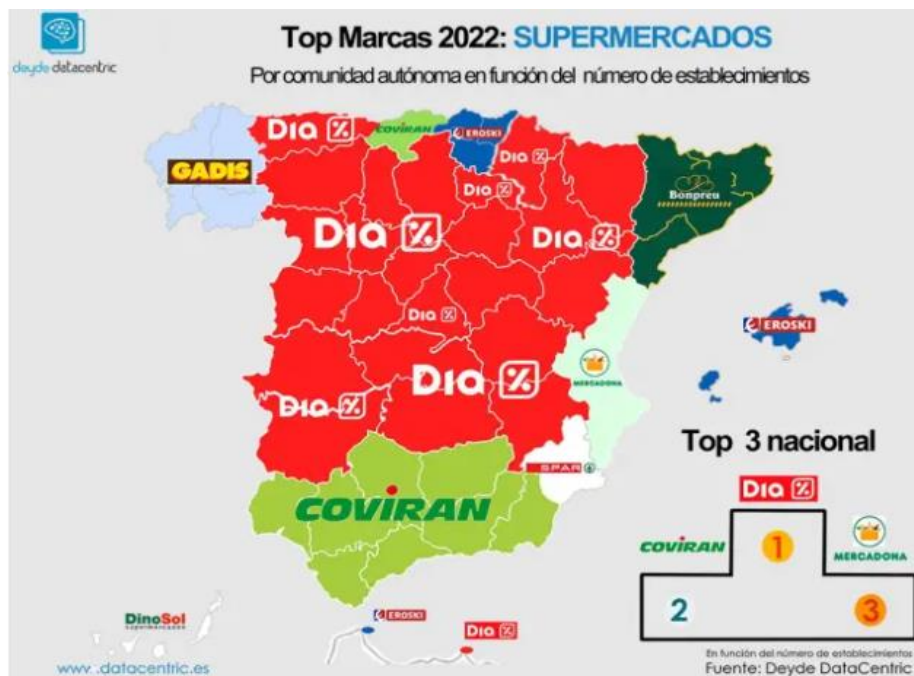 deyde datacentric
Top Marcas 2022: SUPERMERCADOS
Por comunidad autónoma en función del número de establecimientos
Dia %
COVIRAN
EROSKI
Dia %
GADIS
Dia %
Bonpreu
Dia %
Dia %
EROSKI
Dia %
MERCADONA
Dia %
Dia %
SPAR
COVIRAN
Top 3 nacional
Dia %
COVIRAN
1
MERCADONA
2
3
DinoSol
supermercados
EROSKI
Dia %
www.datacentric.es
En función del número de establecimientos
Fuente: Deyde DataCentric